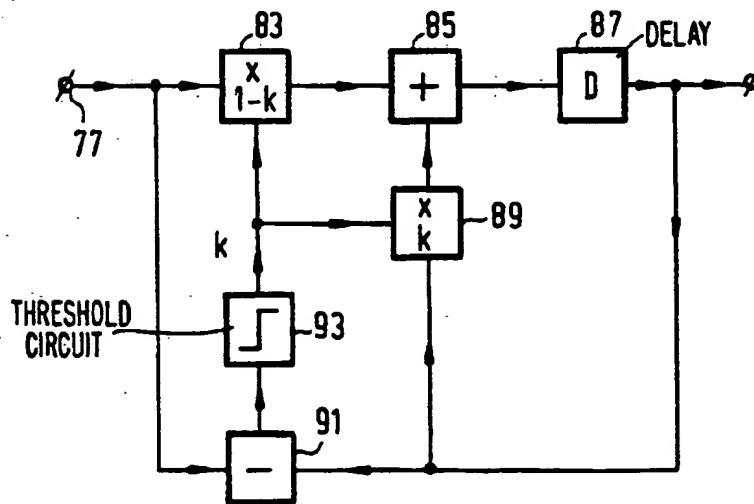 83
85
87
DELAY
x
1-k
+
D
77
x
k
89
k
THRESHOLD
CIRCUIT
93
91
-